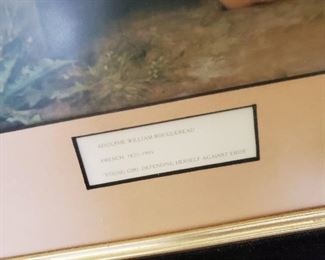 ADOLPHE WILLIAM BOUGUEREAU
FRENCH, 1825-1905
YOUNG GIRL DEFENDING HERSELF AGAINST EROS